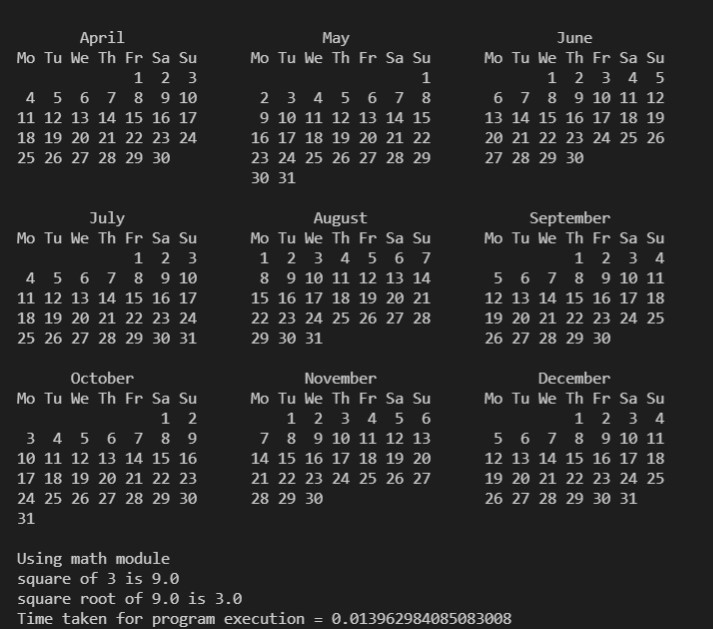 April                      May                       June
Mo Tu We Th Fr Sa Su      Mo Tu We Th Fr Sa Su      Mo Tu We Th Fr Sa Su
             1  2  3                         1             1  2  3  4  5
 4  5  6  7  8  9 10       2  3  4  5  6  7  8       6  7  8  9 10 11 12
11 12 13 14 15 16 17       9 10 11 12 13 14 15      13 14 15 16 17 18 19
18 19 20 21 22 23 24      16 17 18 19 20 21 22      20 21 22 23 24 25 26
25 26 27 28 29 30         23 24 25 26 27 28 29      27 28 29 30
                          30 31

        July                     August                  September
Mo Tu We Th Fr Sa Su      Mo Tu We Th Fr Sa Su      Mo Tu We Th Fr Sa Su
             1  2  3       1  2  3  4  5  6  7                1  2  3  4
 4  5  6  7  8  9 10       8  9 10 11 12 13 14       5  6  7  8  9 10 11
11 12 13 14 15 16 17      15 16 17 18 19 20 21      12 13 14 15 16 17 18
18 19 20 21 22 23 24      22 23 24 25 26 27 28      19 20 21 22 23 24 25
25 26 27 28 29 30 31      29 30 31                  26 27 28 29 30

      October                   November                  December
Mo Tu We Th Fr Sa Su      Mo Tu We Th Fr Sa Su      Mo Tu We Th Fr Sa Su
                1  2          1  2  3  4  5  6                1  2  3  4
 3  4  5  6  7  8  9       7  8  9 10 11 12 13       5  6  7  8  9 10 11
10 11 12 13 14 15 16      14 15 16 17 18 19 20      12 13 14 15 16 17 18
17 18 19 20 21 22 23      21 22 23 24 25 26 27      19 20 21 22 23 24 25
24 25 26 27 28 29 30      28 29 30                  26 27 28 29 30 31
31

Using math module
square of 3 is 9.0
square root of 9.0 is 3.0
Time taken for program execution = 0.013962984085083008